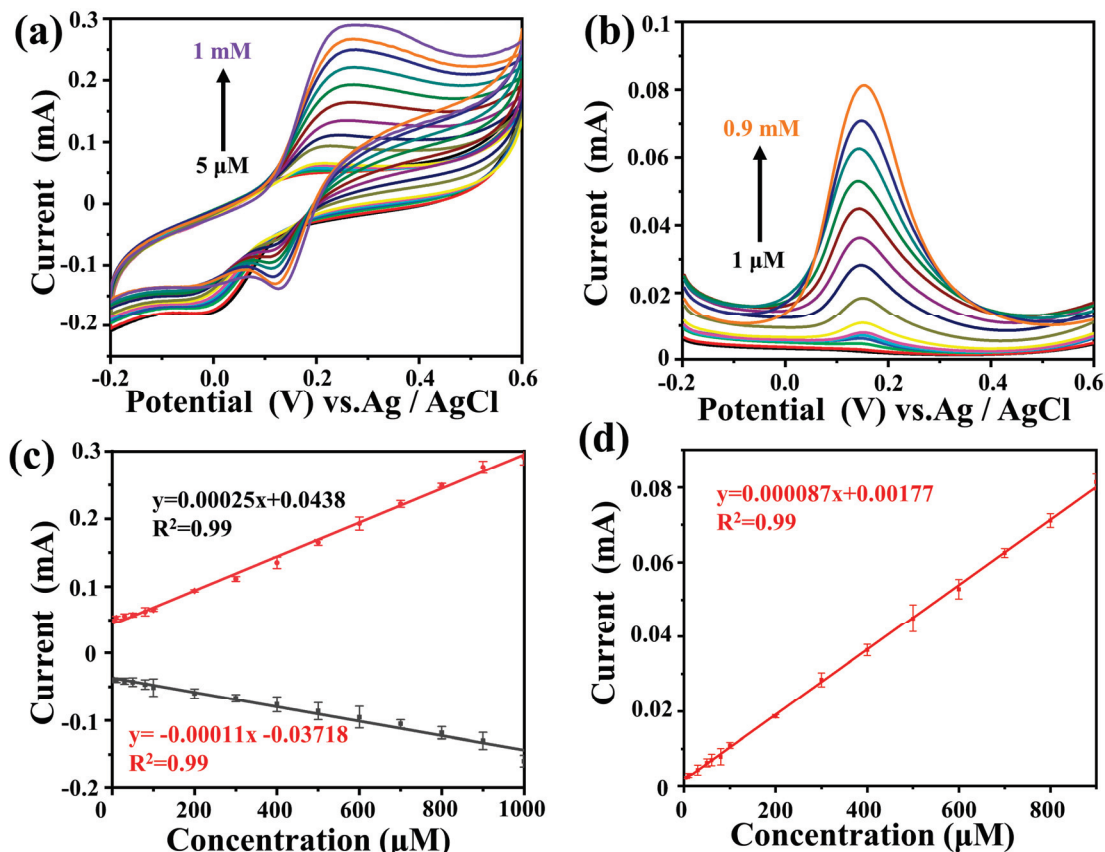 (a)
0.3
0.2
0.1
0
-0.1
-0.2
Current (mA)
1 mM
5 μM
-0.2 0.0 0.2 0.4 0.6
Potential (V) vs.Ag / AgCl
(b)
0.1
0.08
0.06
0.04
0.02
0
Current (mA)
0.9 mM
1 μM
-0.2 0.0 0.2 0.4 0.6
Potential (V) vs.Ag / AgCl
(c)
0.3
0.2
0.1
0
-0.1
-0.2
Current (mA)
y=0.00025x+0.0438
R²=0.99
y= -0.00011x -0.03718
R²=0.99
0 200 400 600 800 1000
Concentration (μM)
(d)
0.08
0.06
0.04
0.02
0
Current (mA)
y=0.000087x+0.00177
R²=0.99
0 200 400 600 800
Concentration (μM)